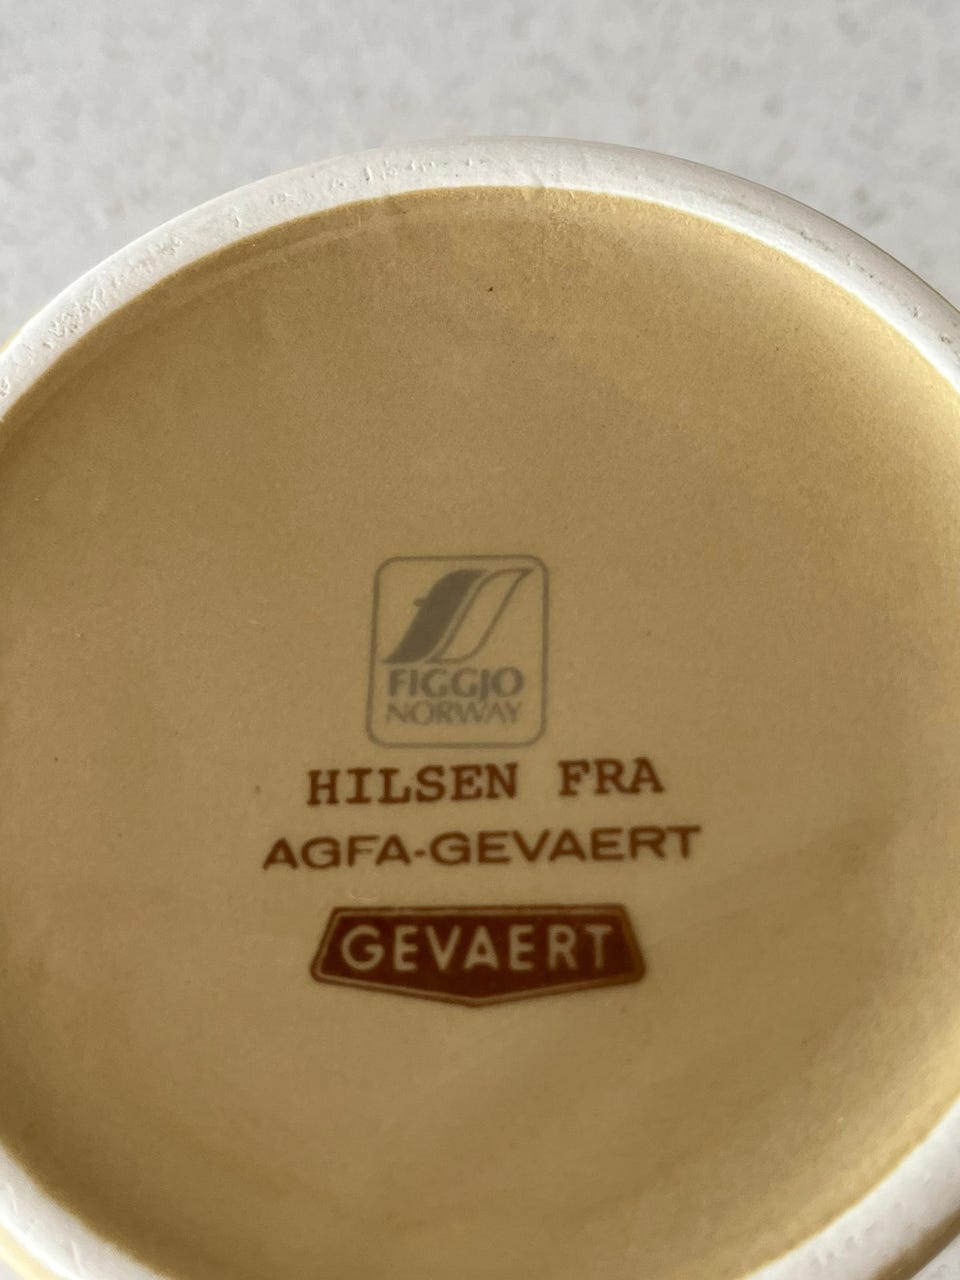 FIGGJO
NORWAY
HILSEN FRA
AGFA-GEVAERT
GEVAERT